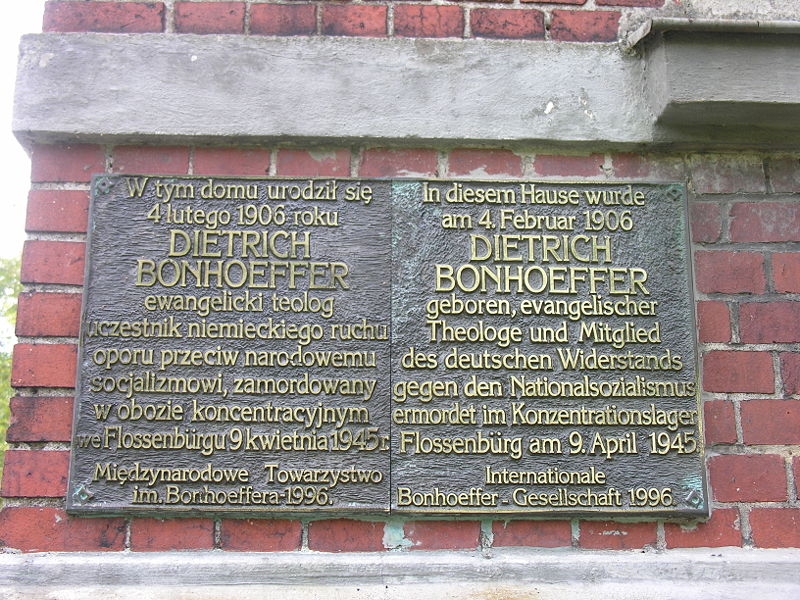 W tym domu urodził się
4 lutego 1906 roku
DIETRICH
BONHOEFFER
ewangelicki teolog
uczestnik niemieckiego ruchu
oporu przeciw narodowemu
socjalizmowi, zamordowany
w obozie koncentracyjnym
we Flossenbürgu 9 kwietnia 1945 r.
Międzynarodowe Towarzystwo
im. Bonhoeffera-1996.
In diesem Hause wurde
am 4. Februar 1906
DIETRICH
BONHOEFFER
geboren, evangelischer
Theologe und Mitglied
des deutschen Widerstands
gegen den Nationalsozialismus
ermordet im Konzentrationslager
Flossenbürg am 9. April 1945
Internationale
Bonhoeffer-Gesellschaft 1996.